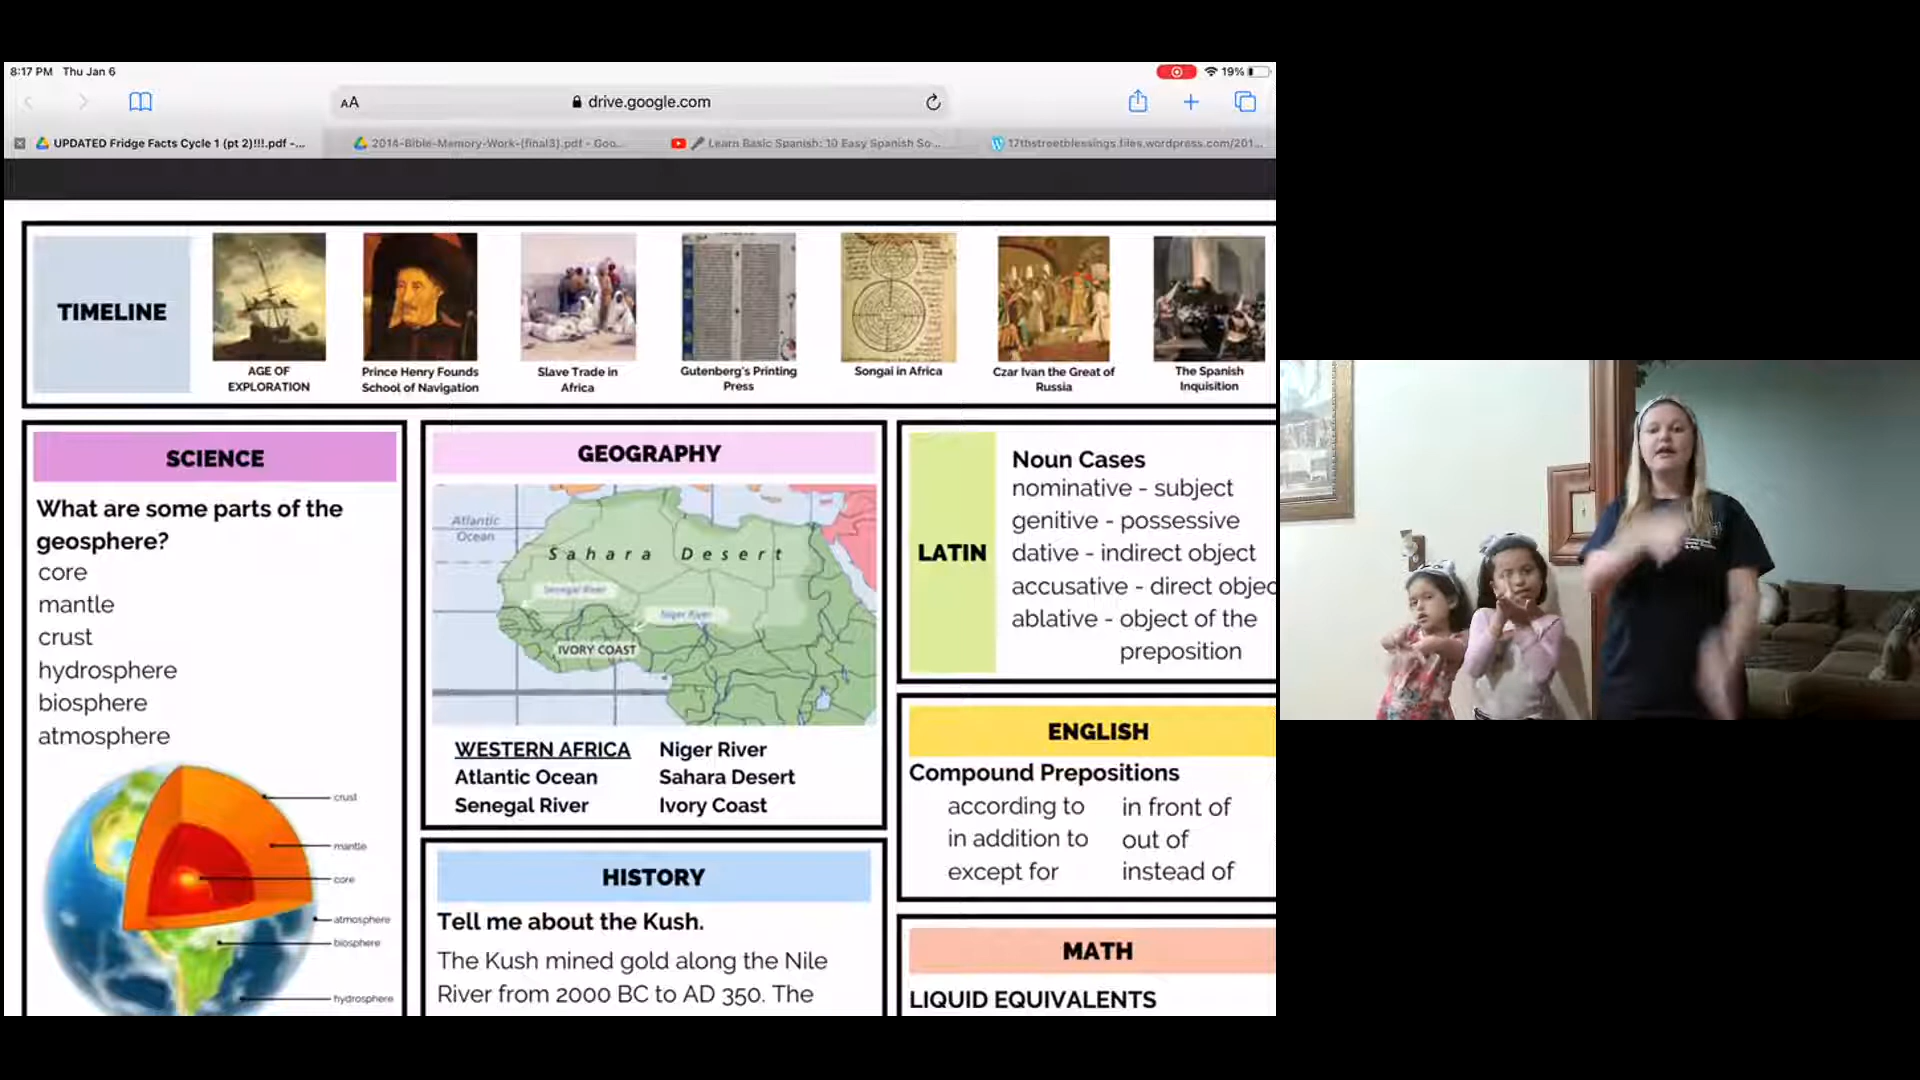 8:17 PM Thu Jan 6
19%
AA
drive.google.com
UPDATED Fridge Facts Cycle 1 (pt 2)!!!.pdf -...
2014-Bible-Memory-Work-(final3).pdf - Goo...
Learn Basic Spanish: 10 Easy Spanish So...
17thstreetblessings.files.wordpress.com/201...
TIMELINE
AGE OF
EXPLORATION
Prince Henry Founds
School of Navigation
Slave Trade in
Africa
Gutenberg's Printing
Press
Songai in Africa
Czar Ivan the Great of
Russia
The Spanish
Inquisition
SCIENCE
What are some parts of the
geosphere?
core
mantle
crust
hydrosphere
biosphere
atmosphere
crust
mantle
core
atmosphere
biosphere
hydrosphere
GEOGRAPHY
Atlantic
Ocean
Sahara Desert
Senegal River
Niger River
IVORY COAST
WESTERN AFRICA
Atlantic Ocean
Senegal River
Niger River
Sahara Desert
Ivory Coast
HISTORY
Tell me about the Kush.
The Kush mined gold along the Nile
River from 2000 BC to AD 350. The
LATIN
Noun Cases
nominative - subject
genitive - possessive
dative - indirect object
accusative - direct objec
ablative - object of the
preposition
ENGLISH
Compound Prepositions
according to
in addition to
except for
in front of
out of
instead of
MATH
LIQUID EQUIVALENTS